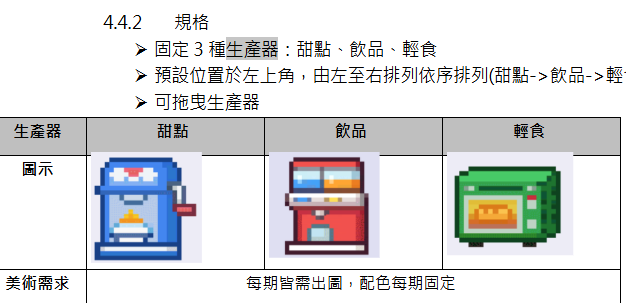 4.4.2 規格
➢ 固定 3 種生產器：甜點、飲品、輕食
➢ 預設位置於左上角，由左至右排列依序排列(甜點->飲品->輕
➢ 可拖曳生產器
生產器 甜點 飲品 輕食
圖示
美術需求 每期皆需出圖，配色每期固定